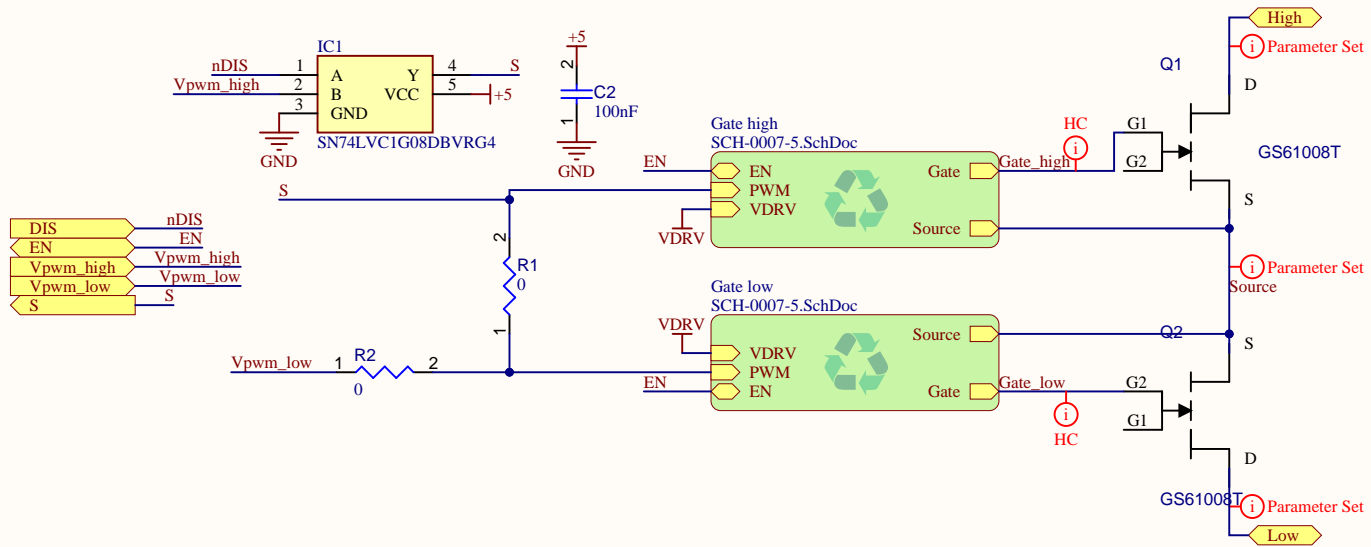 High
Parameter Set
Q1
D
IC1
nDIS
1
A
Y
4
S
Vpwm_high
2
B
VCC
5
+5
3
GND
GND
SN74LVC1G08DBVRG4
+5
2
C2
100nF
1
GND
Gate high
SCH-0007-5.SchDoc
EN
EN
PWM
VDRV
VDRV
Gate
Source
Gate_high
HC
G1
G2
GS61008T
S
S
DIS
nDIS
EN
EN
Vpwm_high
Vpwm_high
Vpwm_low
Vpwm_low
S
S
2
R1
0
1
Parameter Set
Source
Gate low
SCH-0007-5.SchDoc
VDRV
VDRV
PWM
EN
EN
Source
Gate
Gate_low
HC
Vpwm_low
1
R2
2
0
Q2
S
G2
G1
D
GS61008T
Parameter Set
Low